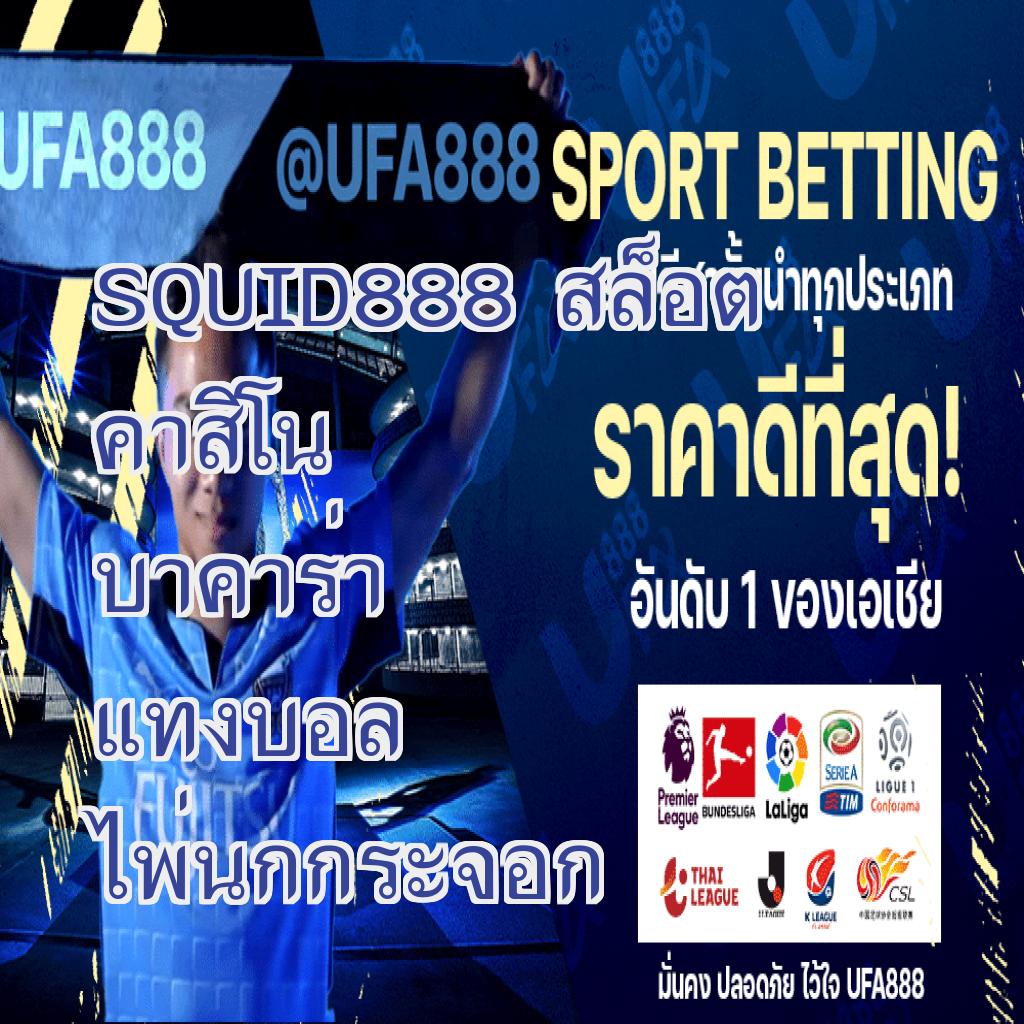 UFA888
@UFA888
SPORT BETTING
นำทุกประเภท
SQUID888 สล็อต
คาสิโน
ราคาดีที่สุด!
บาคาร่า
อันดับ 1 ของเอเชีย
แทงบอล
ไพ่นกกระจอก
Premier
League
BUNDESLIGA
LaLiga
SERIE A
TIM
LIGUE 1
Conforama
THAI
LEAGUE
J.LEAGUE
K LEAGUE
CSL
มั่นคง ปลอดภัย ไว้ใจ UFA888